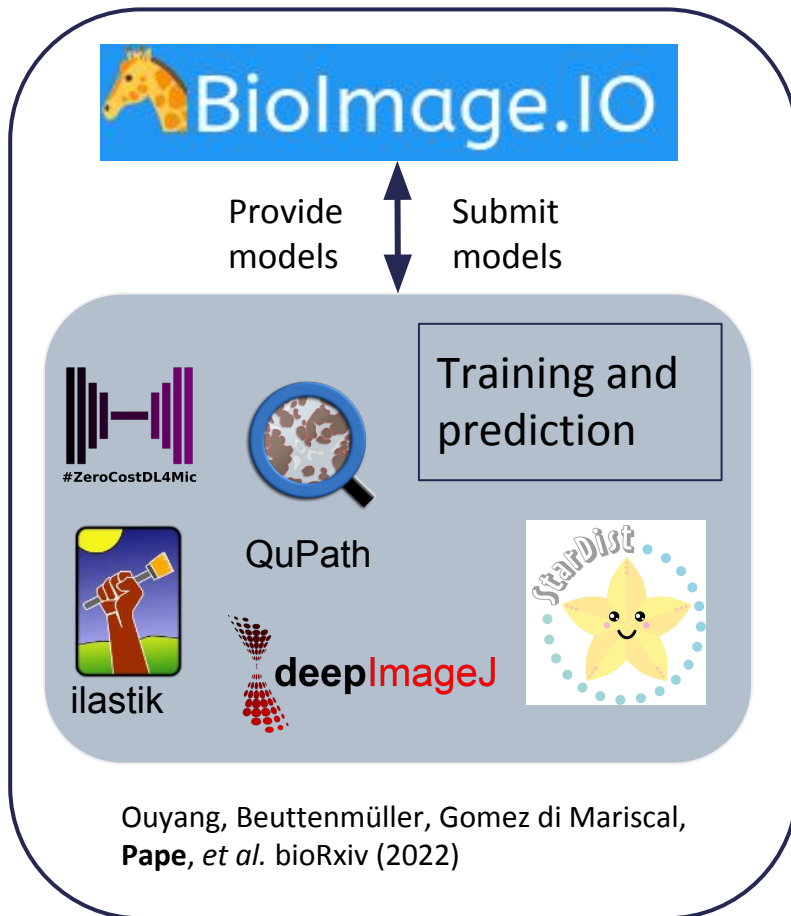 BioImage.IO
Provide
models
Submit
models
Training and
prediction
#ZeroCostDL4Mic
QuPath
StarDist
ilastik
deepImageJ
Ouyang, Beuttenmüller, Gomez di Mariscal,
Pape, et al. bioRxiv (2022)